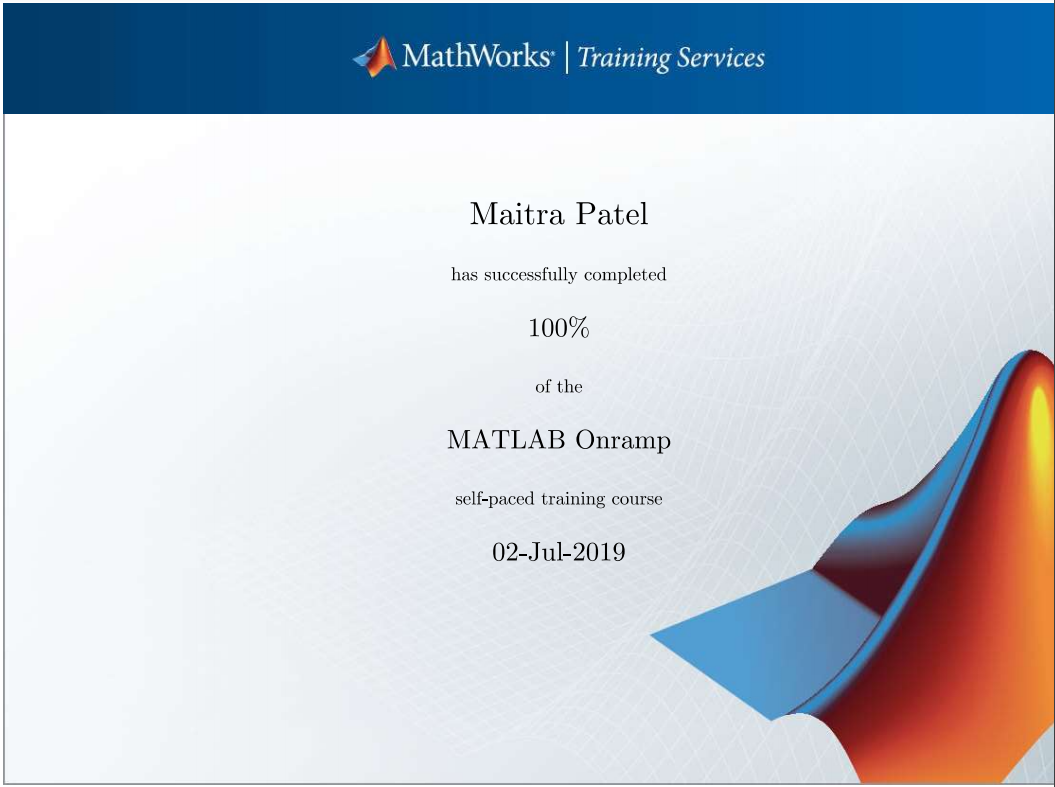 MathWorks® | Training Services
Maitra Patel
has successfully completed
100%
of the
MATLAB Onramp
self-paced training course
02-Jul-2019